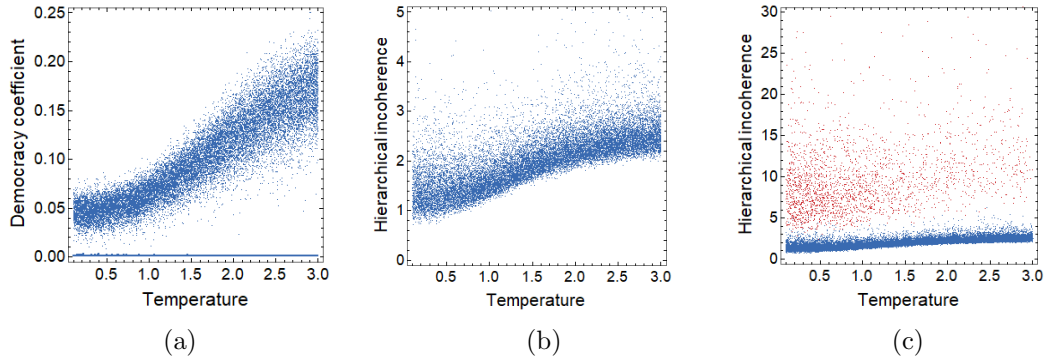 Democracy coefficient
0.25
0.20
0.15
0.10
0.05
0.00
0.5 1.0 1.5 2.0 2.5 3.0
Temperature
(a)
Hierarchical incoherence
5
4
3
2
1
0
0.5 1.0 1.5 2.0 2.5 3.0
Temperature
(b)
Hierarchical incoherence
30
25
20
15
10
5
0
0.5 1.0 1.5 2.0 2.5 3.0
Temperature
(c)